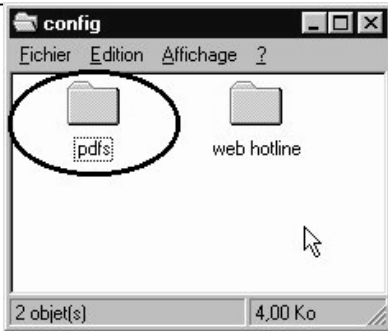 config
Fichier Edition Affichage ?
pdfs web hotline
2 objet(s) 4,00 Ko